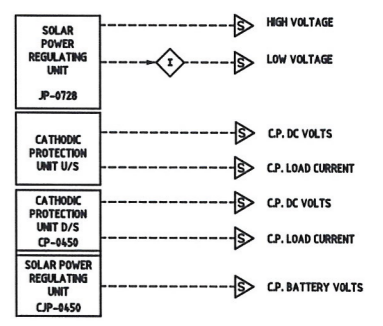 SOLAR
POWER
REGULATING
UNIT
JP-0728
I
S
HIGH VOLTAGE
S
LOW VOLTAGE
CATHODIC
PROTECTION
UNIT U/S
S
C.P. DC VOLTS
S
C.P. LOAD CURRENT
CATHODIC
PROTECTION
UNIT D/S
CP-0450
S
C.P. DC VOLTS
S
C.P. LOAD CURRENT
SOLAR POWER
REGULATING
UNIT
CJP-0450
S
C.P. BATTERY VOLTS